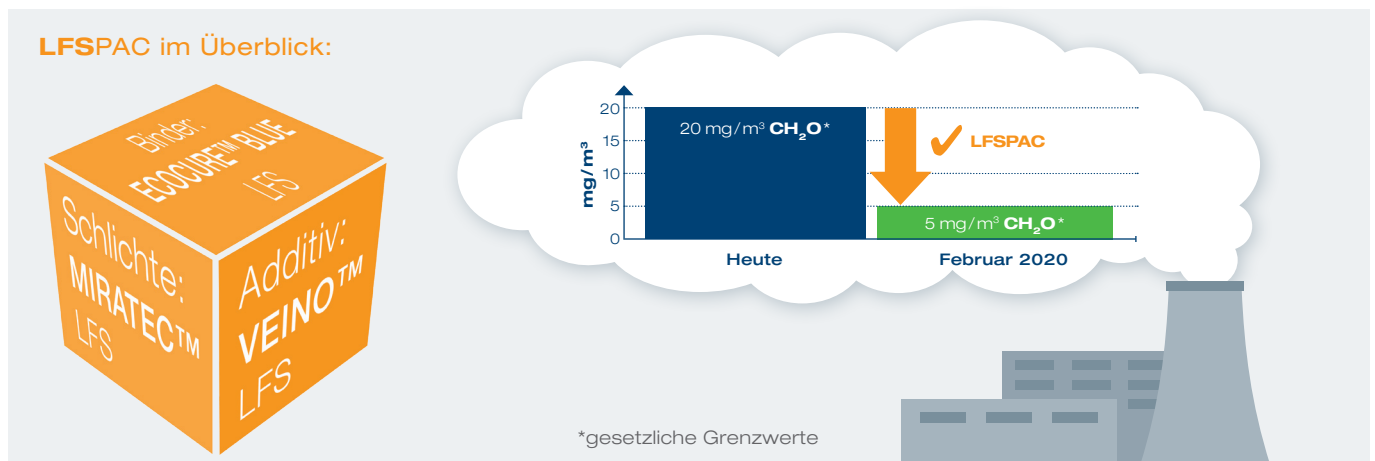 LFSPAC im Überblick:
Binder:
ECOCURE™ BLUE
LFS
Schlichte:
MIRATEC™
LFS
Additiv:
VEINO™
LFS
mg/m³
20
15
10
5
0
20 mg/m³ CH₂O*
LFSPAC
5 mg/m³ CH₂O*
Heute
Februar 2020
*gesetzliche Grenzwerte